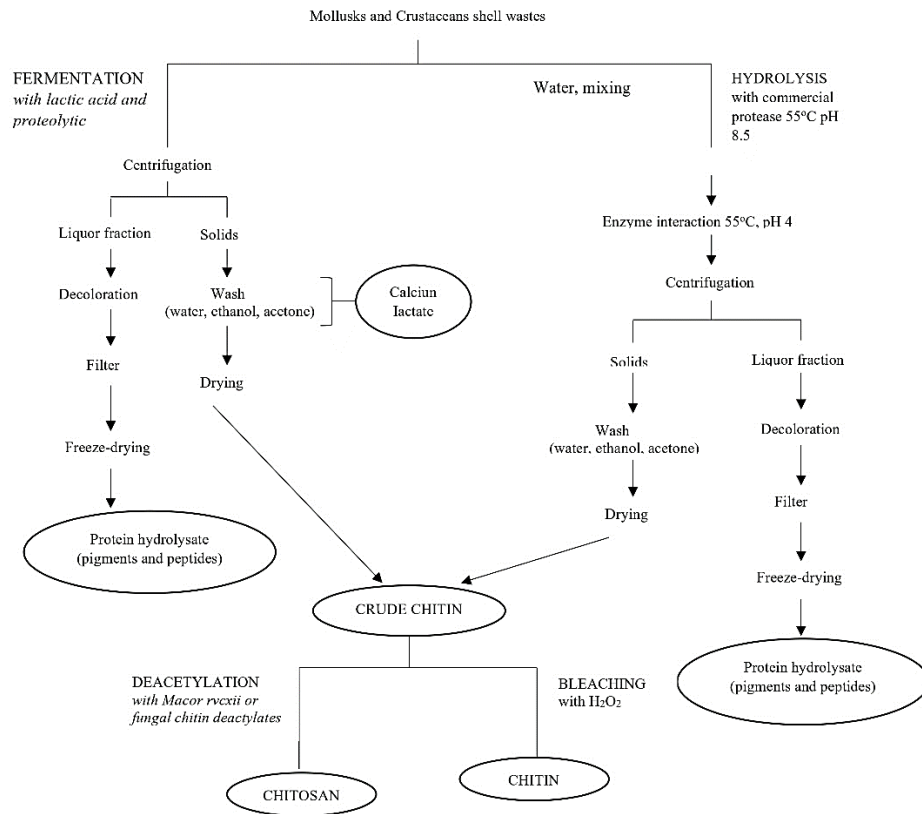 Mollusks and Crustaceans shell wastes
FERMENTATION
with lactic acid and
proteolytic
Water, mixing
HYDROLYSIS
with commercial
protease 55°C pH
8.5
Centrifugation
Liquor fraction
Solids
Decoloration
Wash
(water, ethanol, acetone)
Calciun
lactate
Filter
Drying
Freeze-drying
Protein hydrolysate
(pigments and peptides)
Enzyme interaction 55°C, pH 4
Centrifugation
Solids
Liquor fraction
Wash
(water, ethanol, acetone)
Decoloration
Drying
Filter
Freeze-drying
Protein hydrolysate
(pigments and peptides)
CRUDE CHITIN
DEACETYLATION
with Macor rvcxii or
fungal chitin deactylates
BLEACHING
with H₂O₂
CHITOSAN
CHITIN